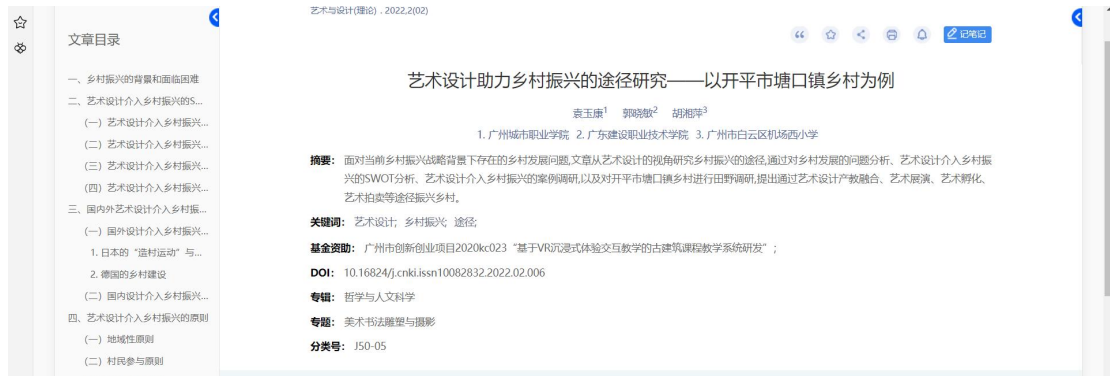 艺术与设计(理论) . 2022,2(02)
记笔记
文章目录
一、乡村振兴的背景和面临困难
二、艺术设计介入乡村振兴的S...
(一) 艺术设计介入乡村振兴...
(二) 艺术设计介入乡村振兴...
(三) 艺术设计介入乡村振兴...
(四) 艺术设计介入乡村振兴...
三、国内外艺术设计介入乡村振...
(一) 国外设计介入乡村振兴...
1. 日本的“造村运动”与...
2. 德国的乡村建设
(二) 国内设计介入乡村振兴...
四、艺术设计介入乡村振兴的原则
(一) 地域性原则
(二) 村民参与原则
艺术设计助力乡村振兴的途径研究——以开平市塘口镇乡村为例
袁玉康1 郭晓敏2 胡湘萍3
1. 广州城市职业学院 2. 广东建设职业技术学院 3. 广州市白云区机场西小学
摘要： 面对当前乡村振兴战略背景下存在的乡村发展问题,文章从艺术设计的视角研究乡村振兴的途径,通过对乡村发展的问题分析、艺术设计介入乡村振
兴的SWOT分析、艺术设计介入乡村振兴的案例调研,以及对开平市塘口镇乡村进行田野调研,提出通过艺术设计产教融合、艺术展演、艺术孵化、
艺术拍卖等途径振兴乡村。
关键词： 艺术设计; 乡村振兴; 途径;
基金资助： 广州市创新创业项目2020kc023“基于VR沉浸式体验交互教学的古建筑课程教学系统研发”;
DOI： 10.16824/j.cnki.issn10082832.2022.02.006
专辑： 哲学与人文科学
专题： 美术书法雕塑与摄影
分类号： J50-05